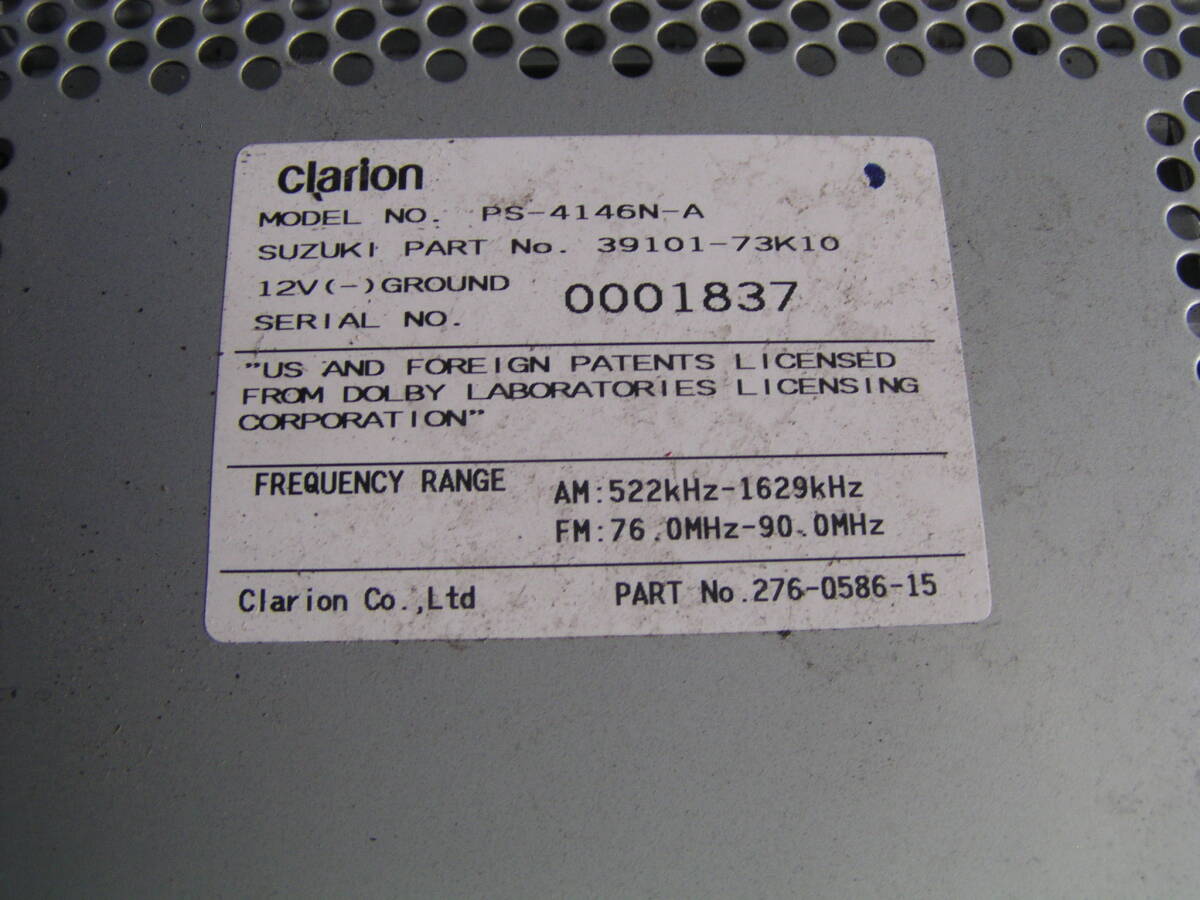 clarion
MODEL NO. PS-4146N-A
SUZUKI PART No. 39101-73K10
12V(-)GROUND
SERIAL NO. 0001837
"US AND FOREIGN PATENTS LICENSED
FROM DOLBY LABORATORIES LICENSING
CORPORATION"
FREQUENCY RANGE AM:522kHz-1629kHz
FM:76.0MHz-90.0MHz
Clarion Co.,Ltd PART No.276-0586-15